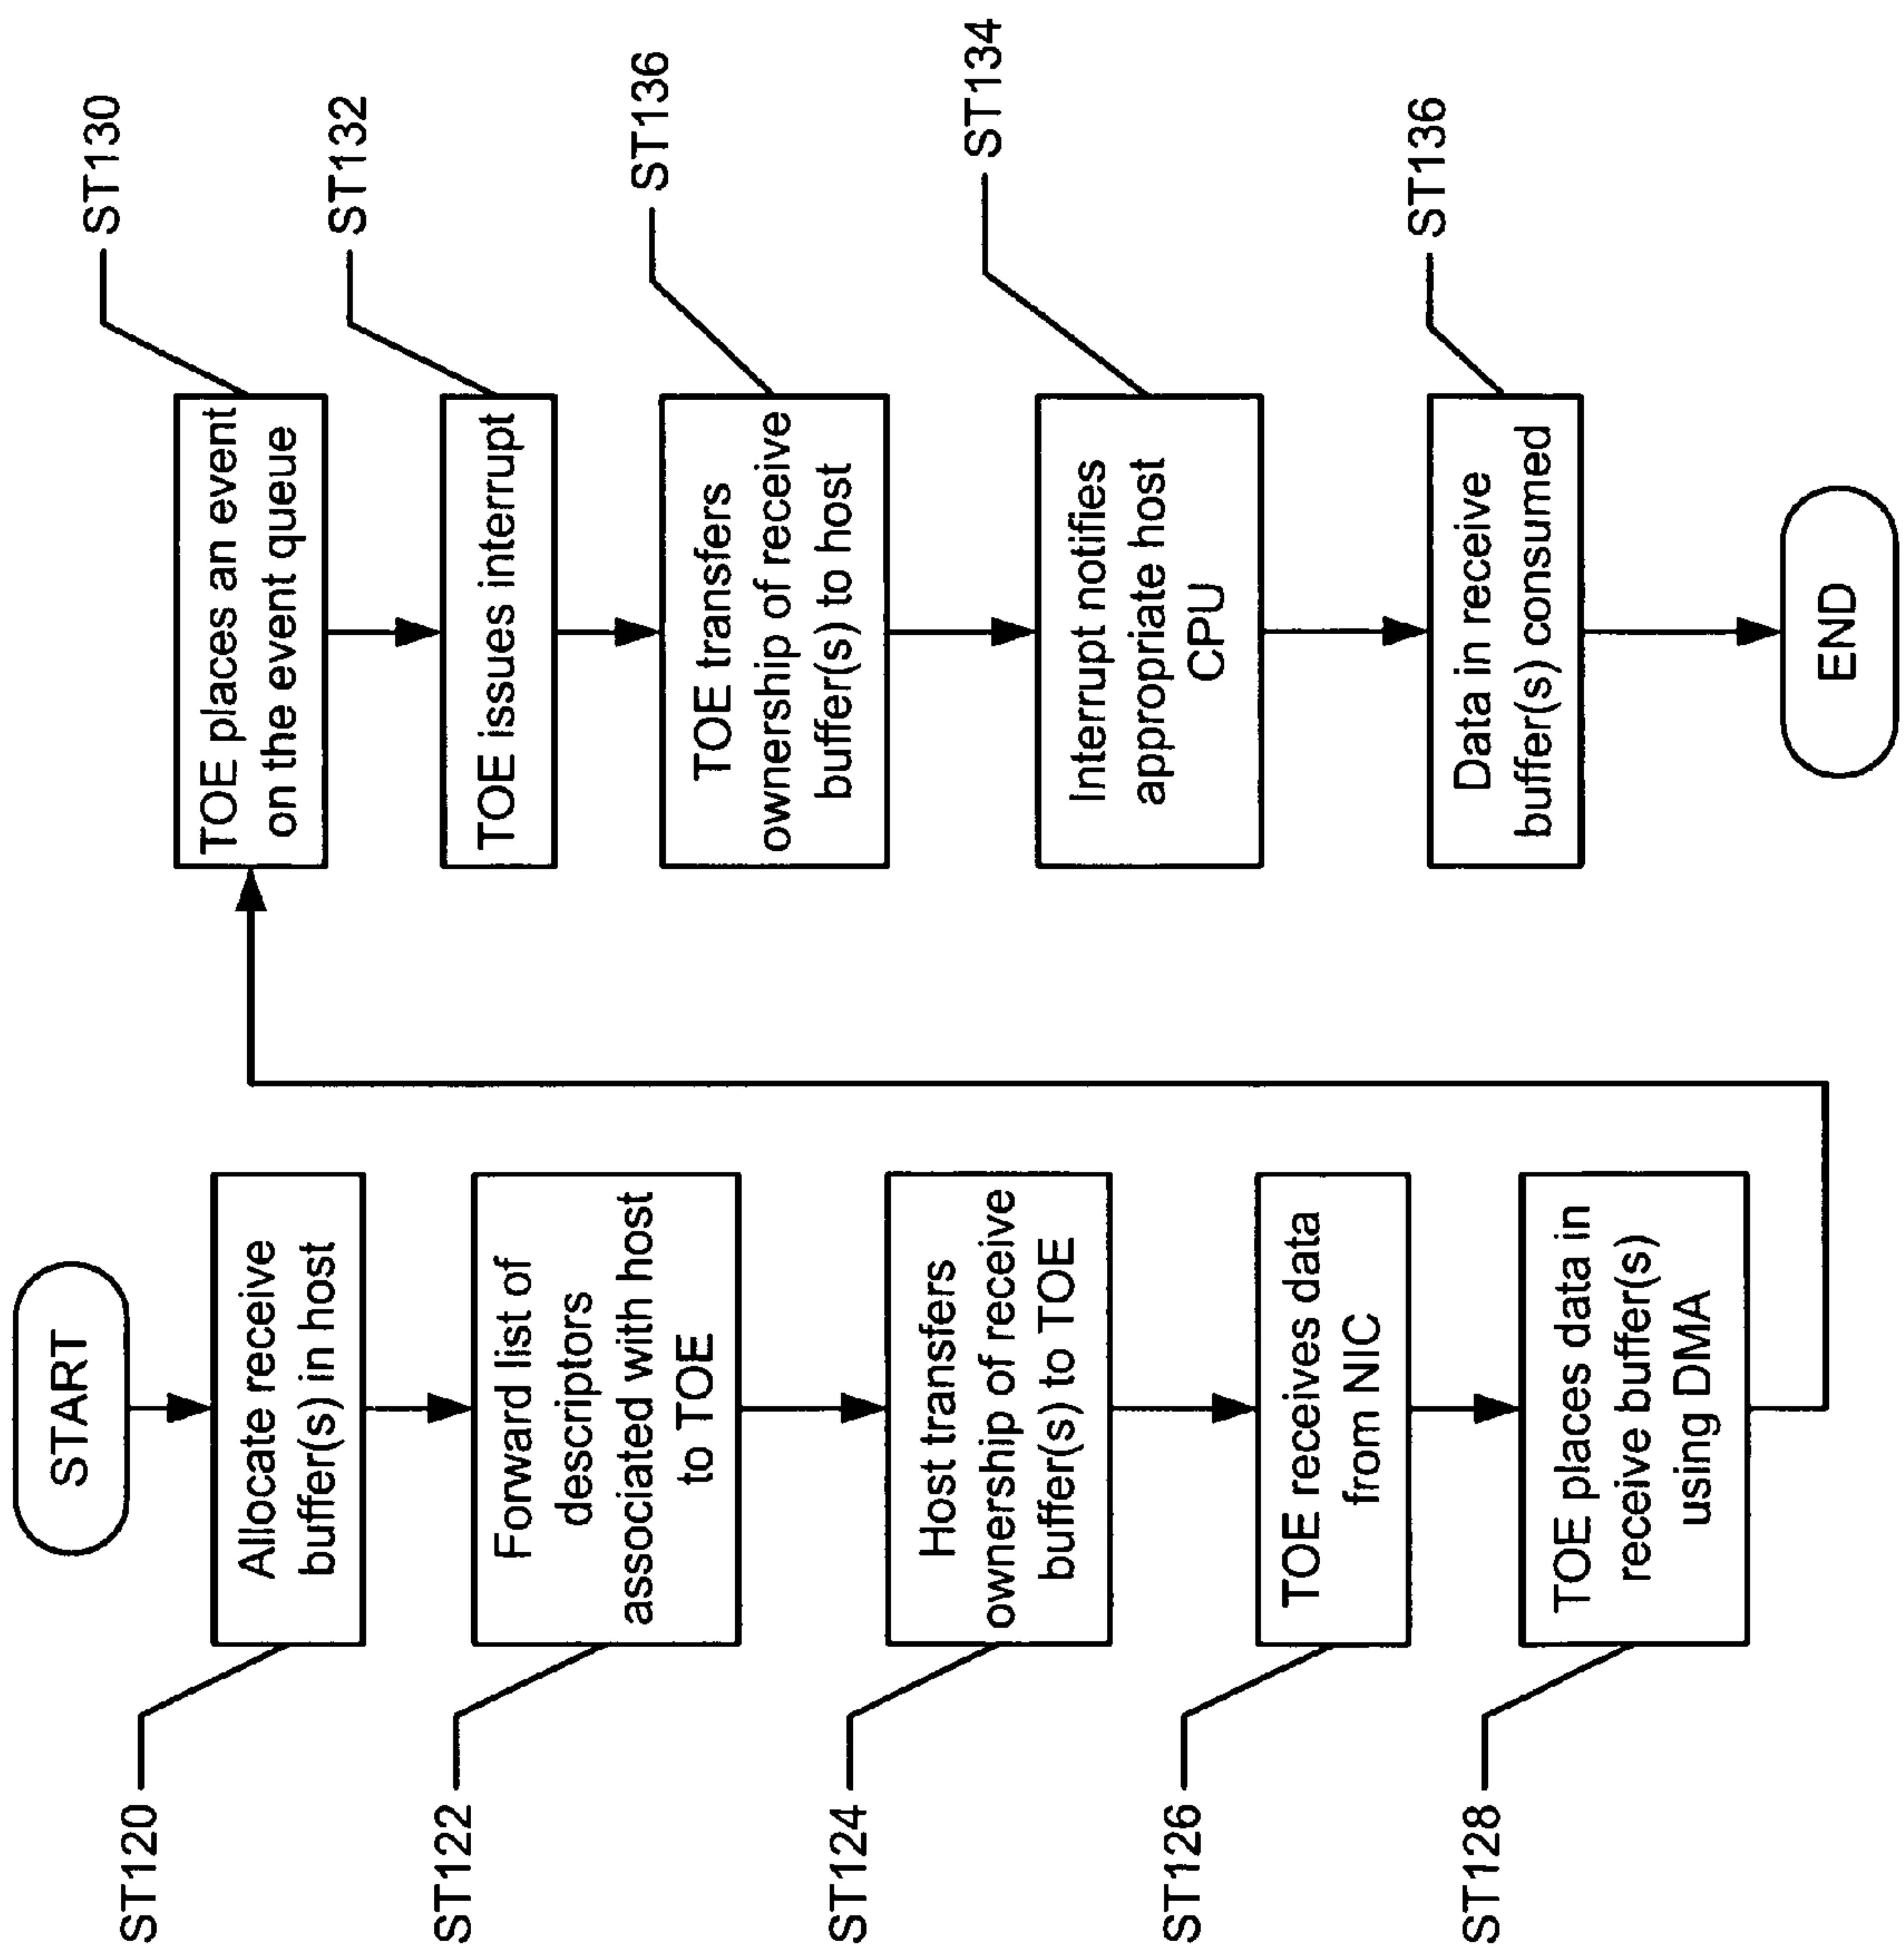 START
ST120
Allocate receive
buffer(s) in host
ST122
Forward list of
descriptors
associated with host
to TOE
ST124
Host transfers
ownership of receive
buffer(s) to TOE
ST126
TOE receives data
from NIC
ST128
TOE places data in
receive buffer(s)
using DMA
ST130
TOE places an event
on the event queue
ST132
TOE issues interrupt
ST136
TOE transfers
ownership of receive
buffer(s) to host
ST134
Interrupt notifies
appropriate host
CPU
ST136
Data in receive
buffer(s) consumed
END